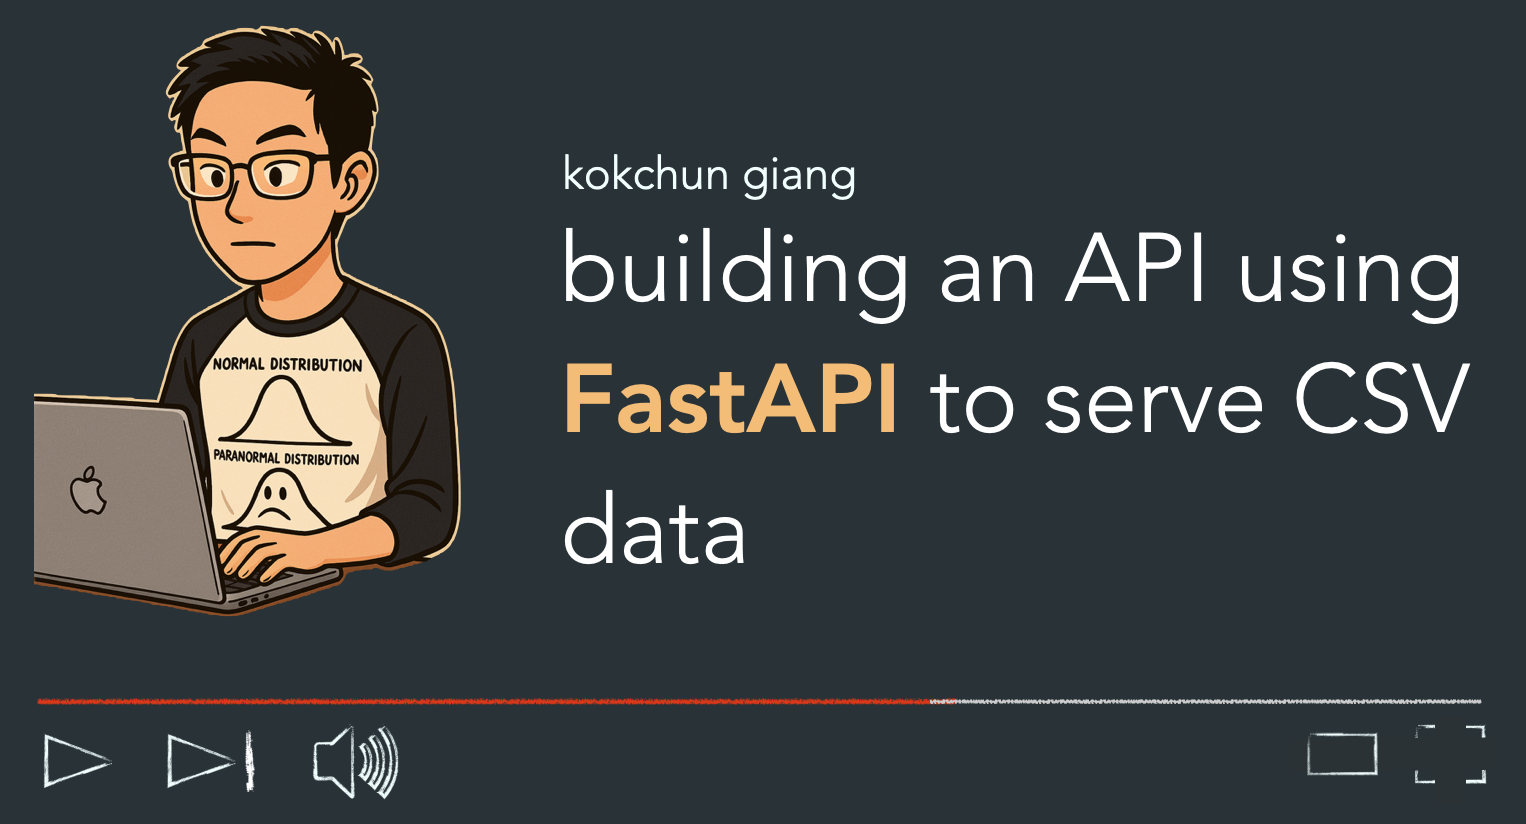 kokchun giang
building an API using
FastAPI to serve CSV
data
NORMAL DISTRIBUTION
PARANORMAL DISTRIBUTION